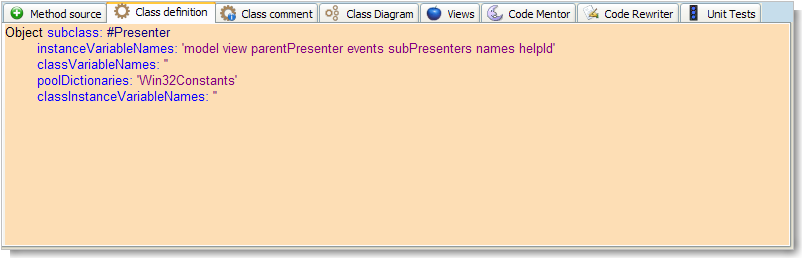 Method source Class definition Class comment Class Diagram Views Code Mentor Code Rewriter Unit Tests
Object subclass: #Presenter
instanceVariableNames: 'model view parentPresenter events subPresenters names helpId'
classVariableNames: ''
poolDictionaries: 'Win32Constants'
classInstanceVariableNames: ''